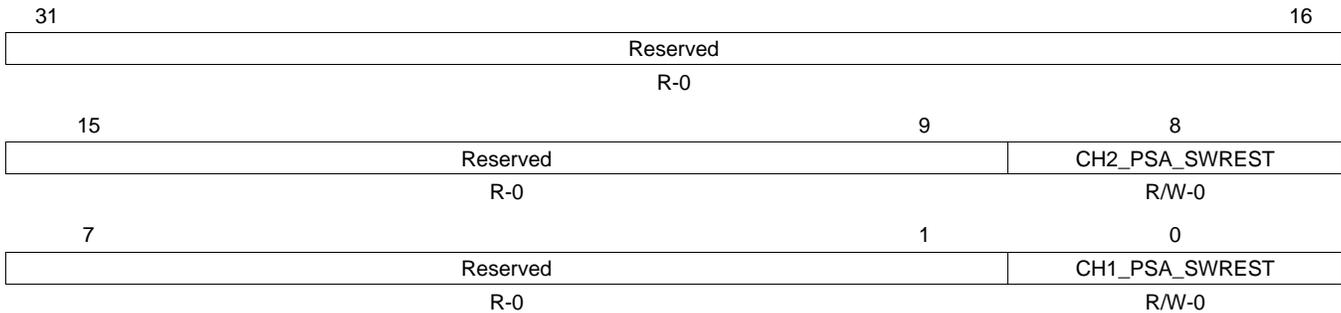 31 16
Reserved
R-0
15 9 8
Reserved CH2_PSA_SWREST
R-0 R/W-0
7 1 0
Reserved CH1_PSA_SWREST
R-0 R/W-0